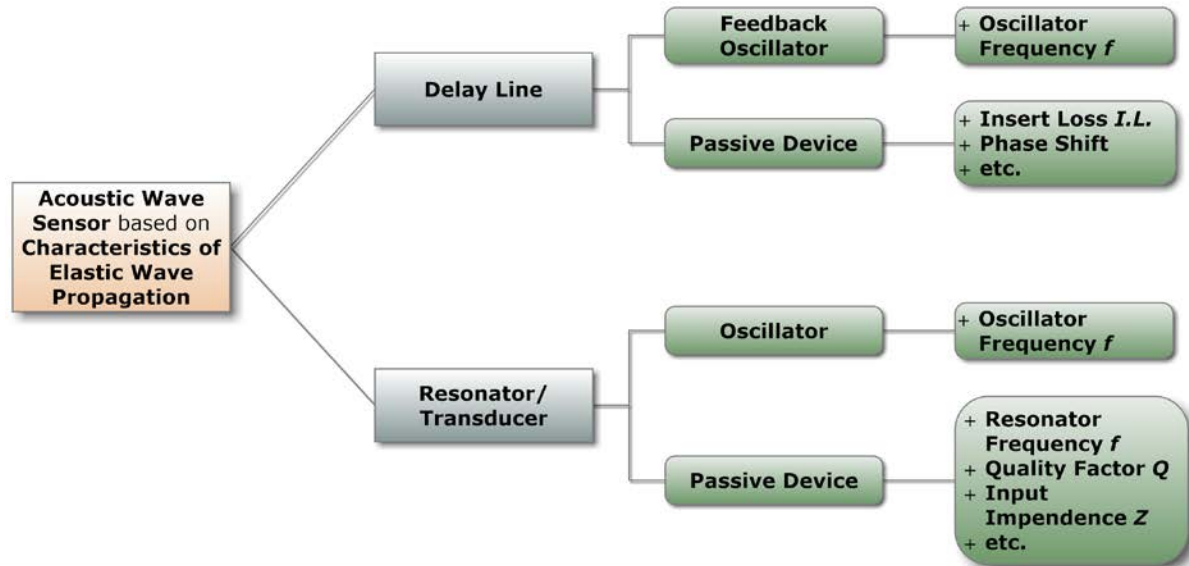 Acoustic Wave
Sensor based on
Characteristics of
Elastic Wave
Propagation
Delay Line
Feedback
Oscillator
+ Oscillator
Frequency f
Passive Device
+ Insert Loss I.L.
+ Phase Shift
+ etc.
Resonator/
Transducer
Oscillator
+ Oscillator
Frequency f
Passive Device
+ Resonator
Frequency f
+ Quality Factor Q
+ Input
Impendence Z
+ etc.